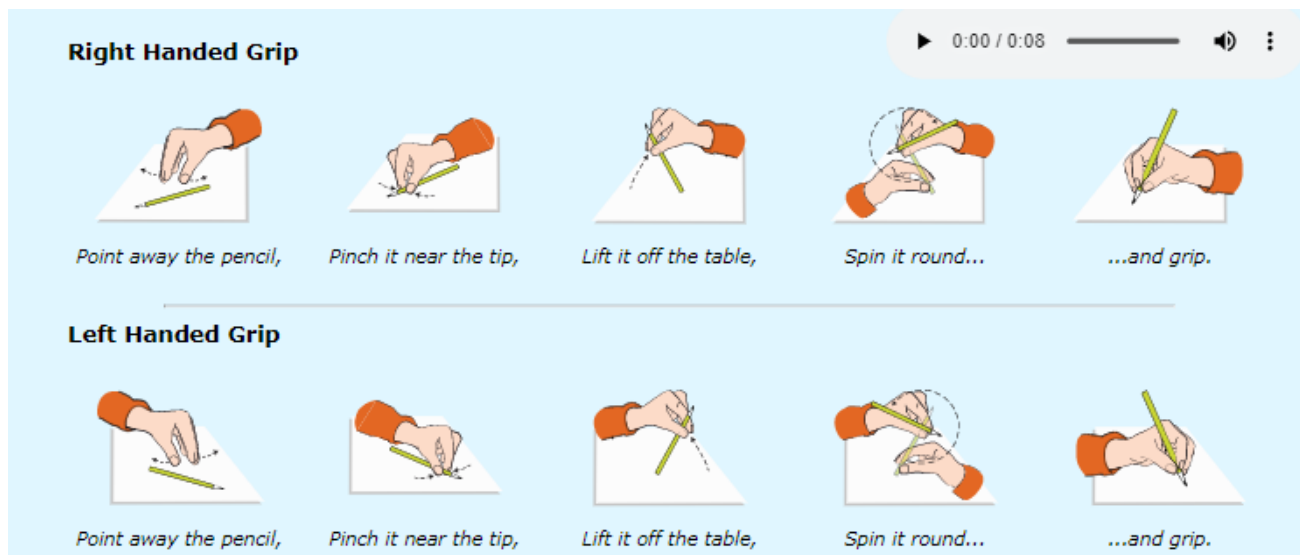 Right Handed Grip
0:00 / 0:08
Point away the pencil,
Pinch it near the tip,
Lift it off the table,
Spin it round...
...and grip.
Left Handed Grip
Point away the pencil,
Pinch it near the tip,
Lift it off the table,
Spin it round...
...and grip.